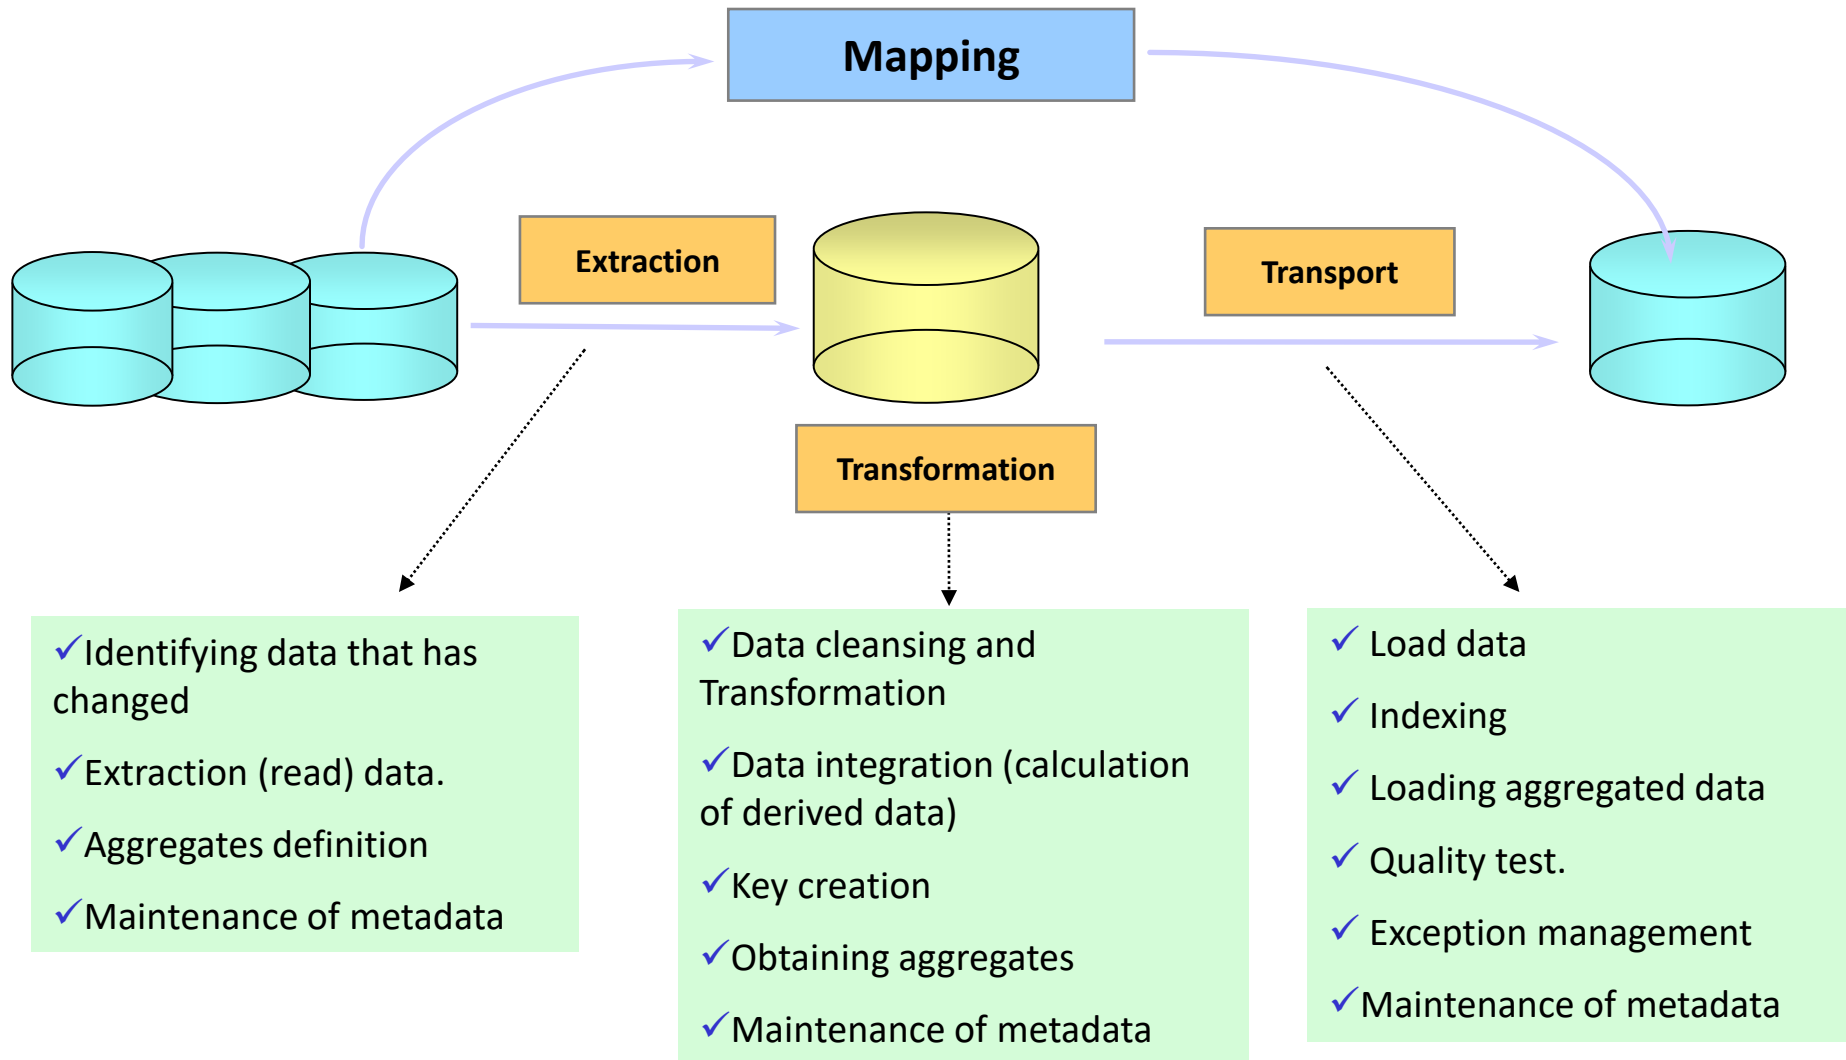 Mapping
Extraction
Transport
Transformation
✓Identifying data that has
changed
✓Extraction (read) data.
✓Aggregates definition
✓Maintenance of metadata
✓Data cleansing and
Transformation
✓Data integration (calculation
of derived data)
✓Key creation
✓Obtaining aggregates
✓Maintenance of metadata
✓ Load data
✓ Indexing
✓ Loading aggregated data
✓ Quality test.
✓ Exception management
✓Maintenance of metadata